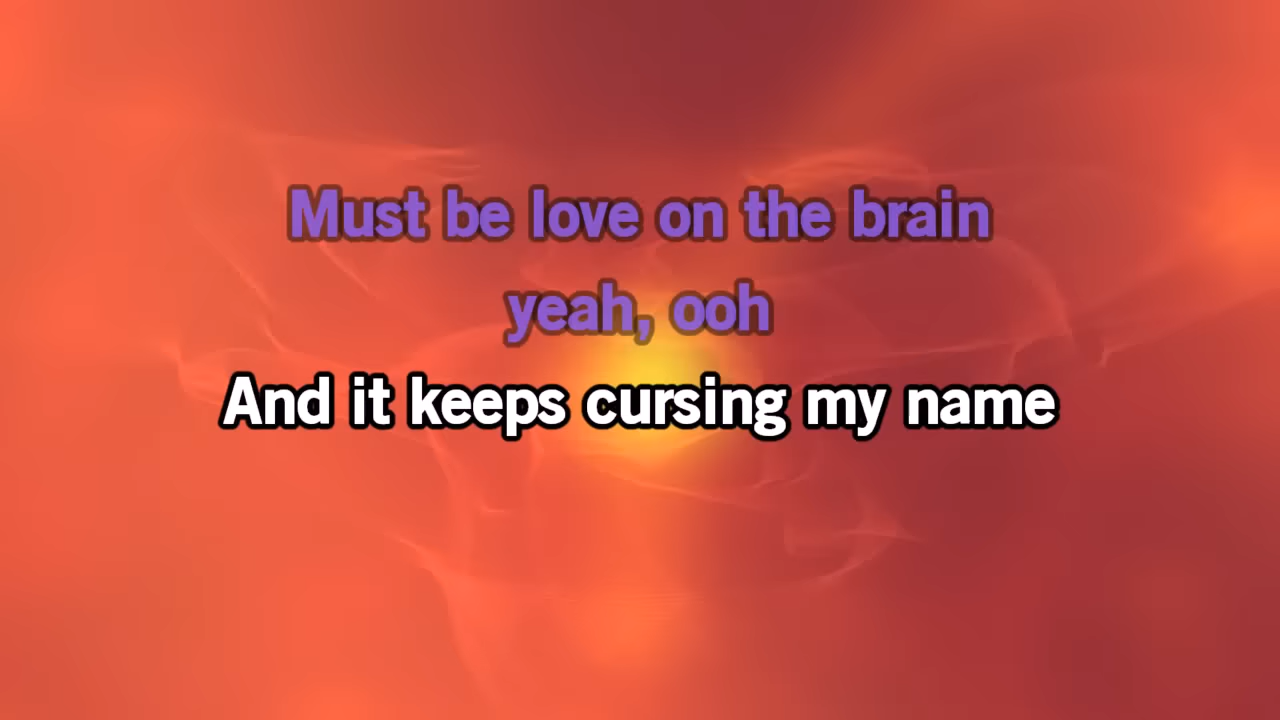 Must be love on the brain
yeah, ooh
And it keeps cursing my name